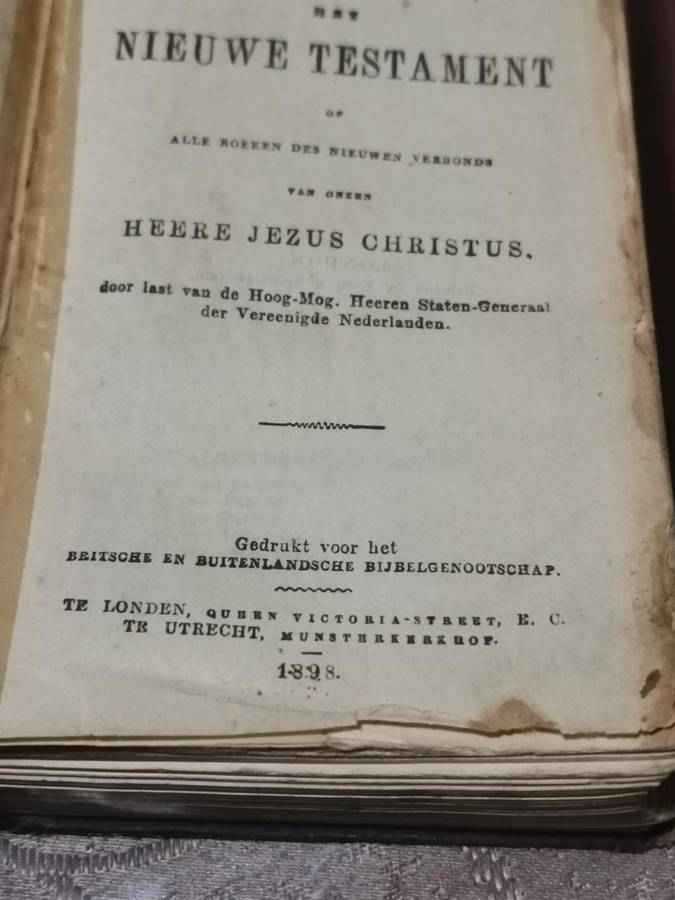 HET
NIEUWE TESTAMENT
OF
ALLE BOEKEN DES NIEUWEN VERBONDS
VAN ONZEN
HEERE JEZUS CHRISTUS.
door last van de Hoog-Mog. Heeren Staten-Generaal
der Vereenigde Nederlanden.
Gedrukt voor het
BRITSCHE EN BUITENLANDSCHE BIJBELGENOOTSCHAP.
TE LONDEN, QUEEN VICTORIA-STREET, E. C.
TE UTRECHT, MUNSTERKERKHOF.
1898.